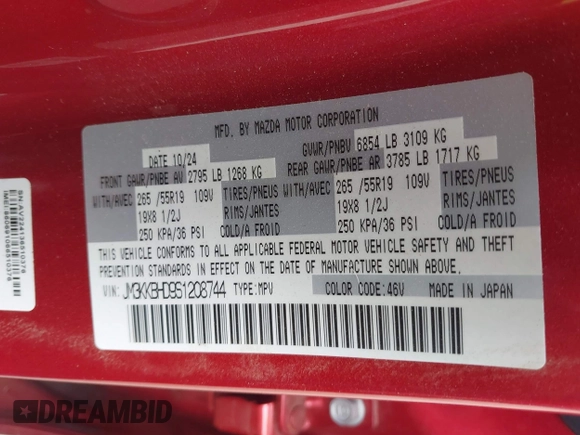 MFD. BY MAZDA MOTOR CORPORATION
DATE 10/24 GVWR/PNBV 6854 LB 3109 KG
FRONT GAWR/PNBE AV 2795 LB 1268 KG REAR GAWR/PNBE AR 3785 LB 1717 KG
WITH/AVEC 265 /55R19 109V TIRES/PNEUS WITH/AVEC 265 /55R19 109V TIRES/PNEUS
19X8 1/2J RIMS/JANTES 19X8 1/2J RIMS/JANTES
250 KPA/36 PSI COLD/A FROID 250 KPA/36 PSI COLD/A FROID
THIS VEHICLE CONFORMS TO ALL APPLICABLE FEDERAL MOTOR VEHICLE SAFETY AND THEFT
PREVENTION STANDARDS IN EFFECT ON THE DATE OF MANUFACTURE SHOWN ABOVE.
VIN: JM3KKBHD9S1208744 TYPE:MPV COLOR CODE:46V MADE IN JAPAN
DREAMBID